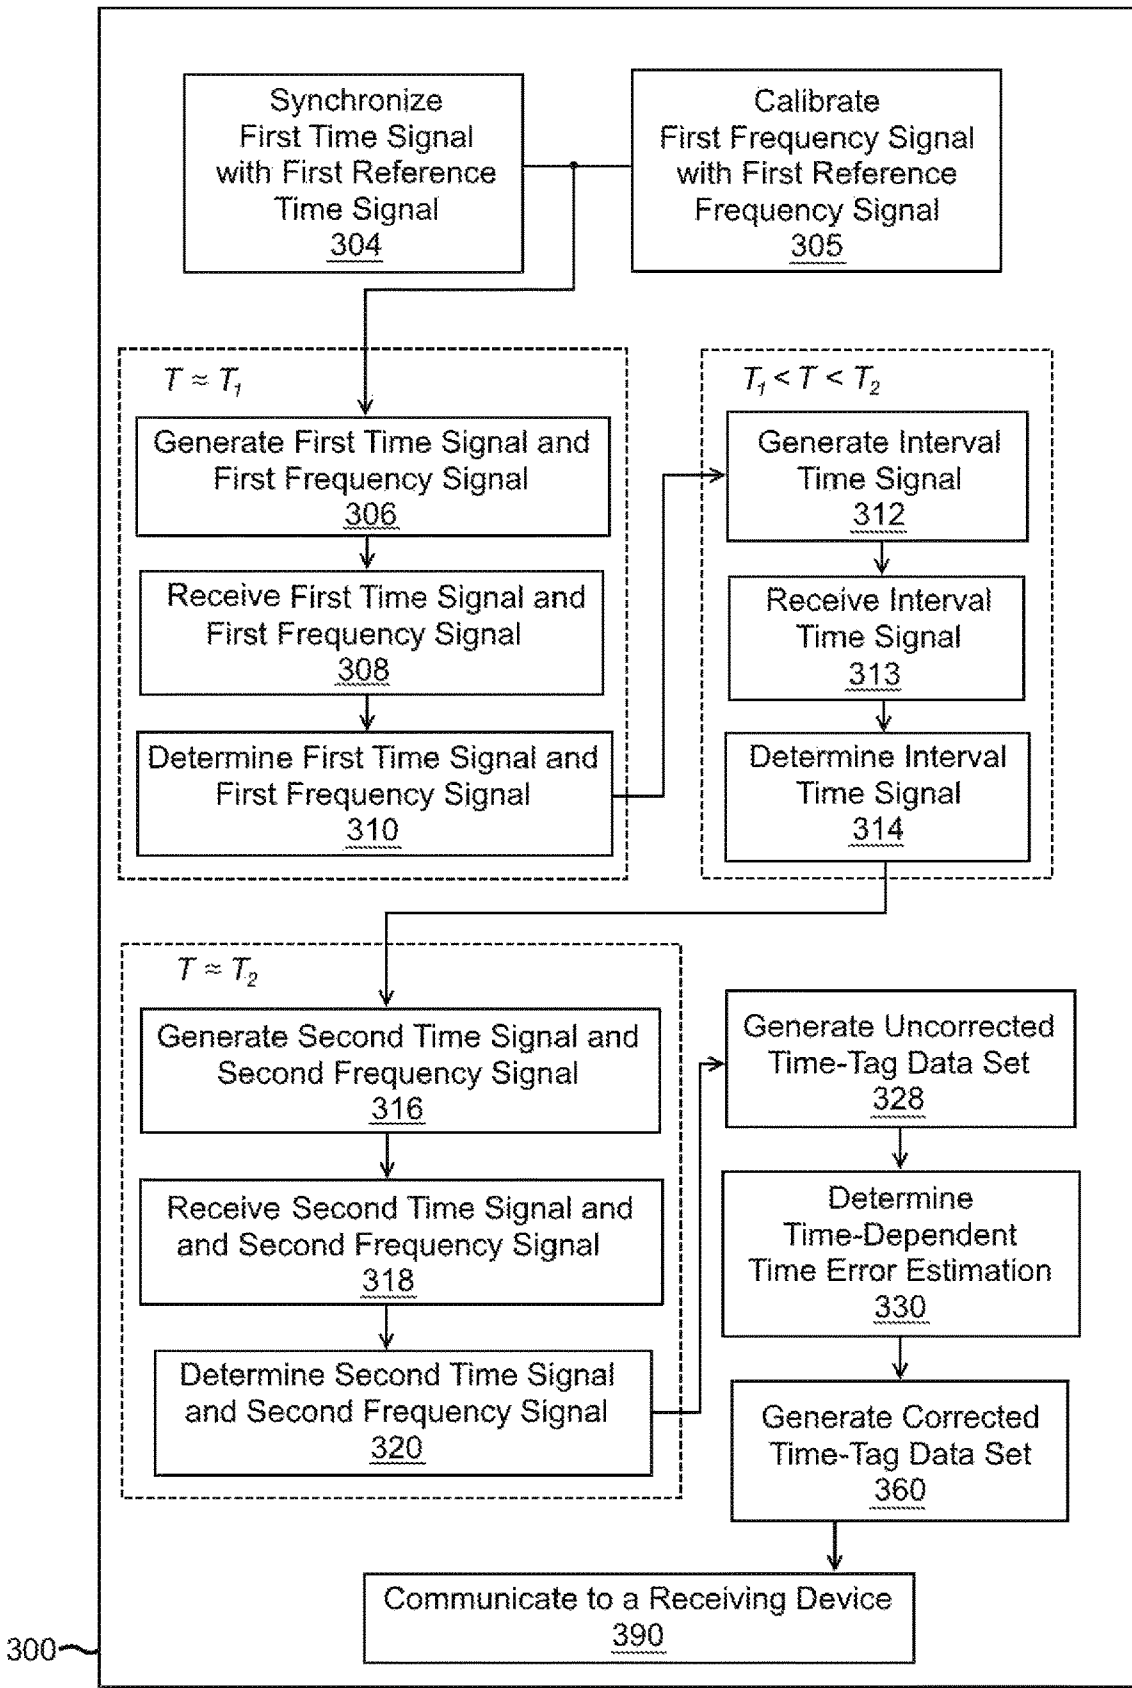 Synchronize
First Time Signal
with First Reference
Time Signal
304
Calibrate
First Frequency Signal
with First Reference
Frequency Signal
305
T ≈ T1
Generate First Time Signal and
First Frequency Signal
306
Receive First Time Signal and
First Frequency Signal
308
Determine First Time Signal and
First Frequency Signal
310
T1 < T < T2
Generate Interval
Time Signal
312
Receive Interval
Time Signal
313
Determine Interval
Time Signal
314
T ≈ T2
Generate Second Time Signal and
Second Frequency Signal
316
Receive Second Time Signal and
and Second Frequency Signal
318
Determine Second Time Signal
and Second Frequency Signal
320
Generate Uncorrected
Time-Tag Data Set
328
Determine
Time-Dependent
Time Error Estimation
330
Generate Corrected
Time-Tag Data Set
360
Communicate to a Receiving Device
390
300